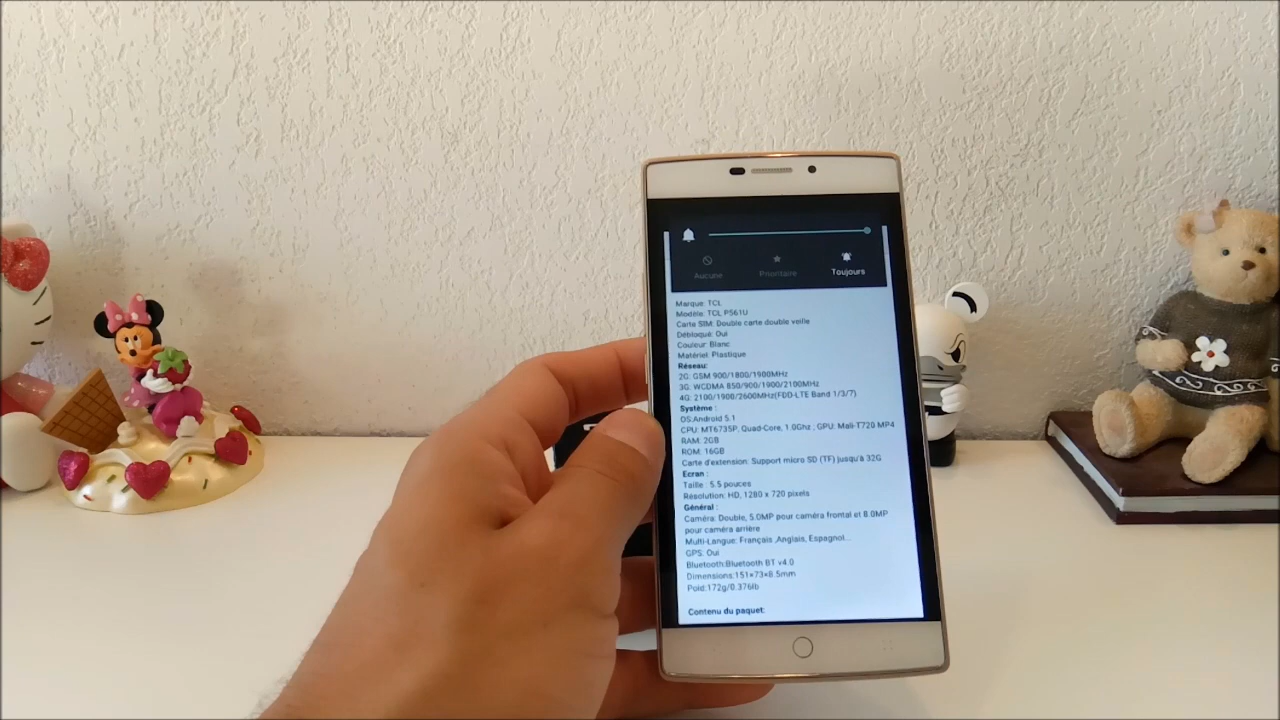 Aucune Prioritaire Toujours
Marque: TCL
Modèle: TCL P561U
Carte SIM: Double carte double veille
Débloqué: Oui
Couleur: Blanc
Matériel: Plastique
Réseau:
2G: GSM 900/1800/1900MHz
3G: WCDMA 850/900/1900/2100MHz
4G: 2100/1900/2600MHz(FDD-LTE Band 1/3/7)
Système :
OS:Android 5.1
CPU: MT6735P, Quad-Core, 1.0Ghz ; GPU: Mali-T720 MP4
RAM: 2GB
ROM: 16GB
Carte d'extension: Support micro SD (TF) jusqu'à 32G
Ecran :
Taille : 5.5 pouces
Résolution: HD, 1280 x 720 pixels
Général :
Caméra: Double, 5.0MP pour caméra frontal et 8.0MP
pour caméra arrière
Multi-Langue: Français ,Anglais, Espagnol...
GPS: Oui
Bluetooth:Bluetooth BT v4.0
Dimensions:151×73×8.5mm
Poid:172g/0.376lb
Contenu du paquet: